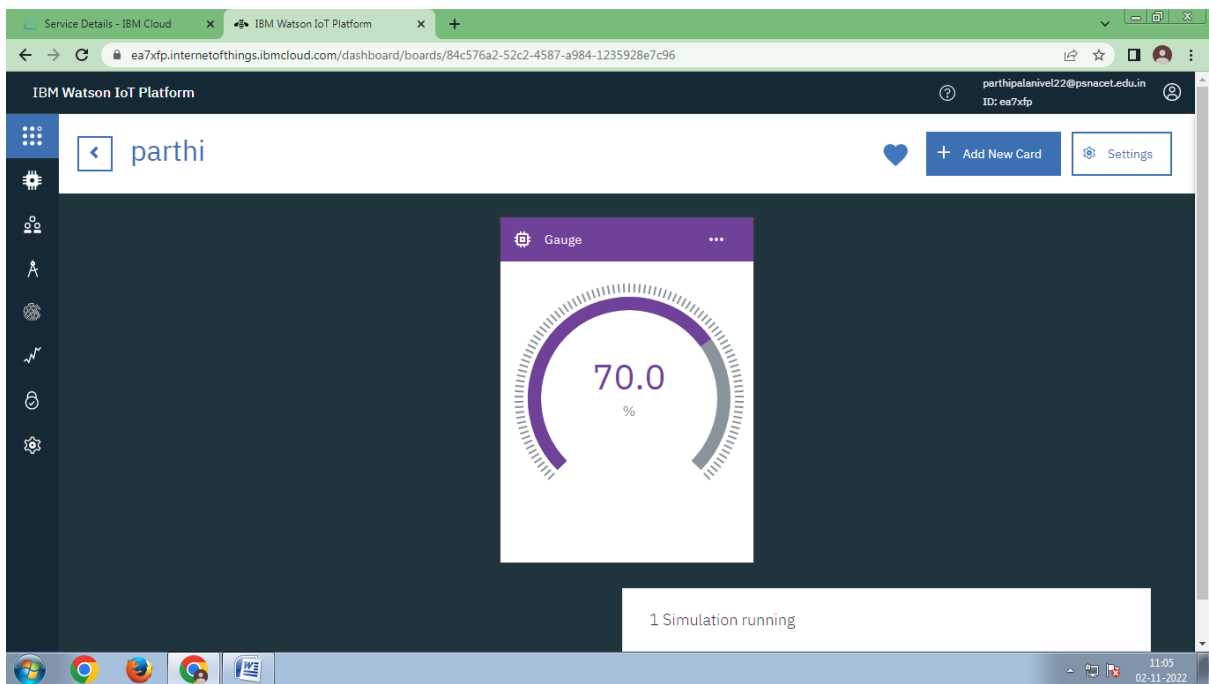 Service Details - IBM Cloud
IBM Watson IoT Platform
ea7xfp.internetofthings.ibmcloud.com/dashboard/boards/84c576a2-52c2-4587-a984-1235928e7c96
IBM Watson IoT Platform
parthipalanivel22@psnacet.edu.in
ID: ea7xfp
parthi
+ Add New Card
Settings
Gauge
70.0
%
1 Simulation running
11:05
02-11-2022